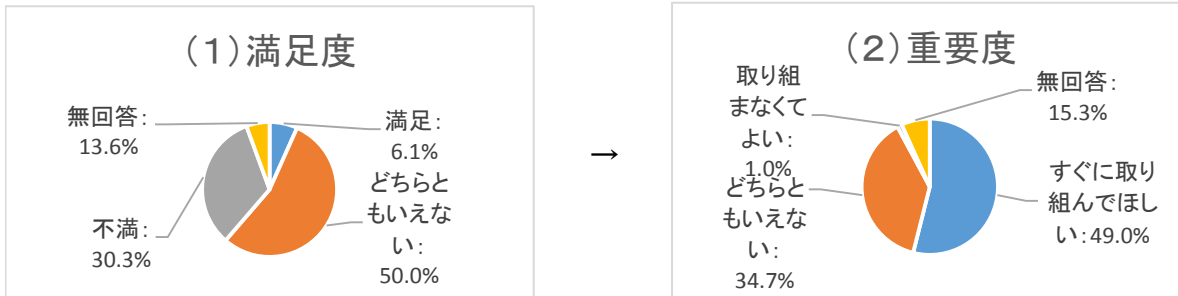 （１）満足度
無回答：
13.6%
満足：
6.1%
どちらと
もいえな
い：
50.0%
不満：
30.3%
→
（２）重要度
取り組
まなくて
よい：
1.0%
無回答：
15.3%
どちらと
もいえな
い：
34.7%
すぐに取り
組んでほし
い：49.0%